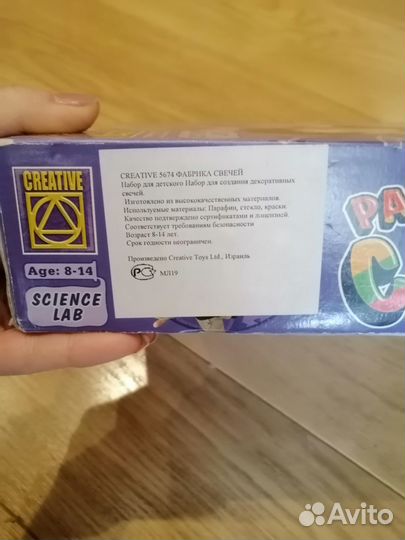 CREATIVE
Age: 8-14
SCIENCE
LAB
CREATIVE 5674 ФАБРИКА СВЕЧЕЙ
Набор для детского Набор для создания декоративных
свечей.
Изготовлено из высококачественных материалов.
Используемые материалы: Парафин, стекло, краски.
Качество подтверждено сертификатами и лицензией.
Соответствует требованиям безопасности
Возраст 8-14 лет.
Срок годности неограничен.
Произведено Creative Toys Ltd., Израиль
РС МЛ19
PA
C
Avito